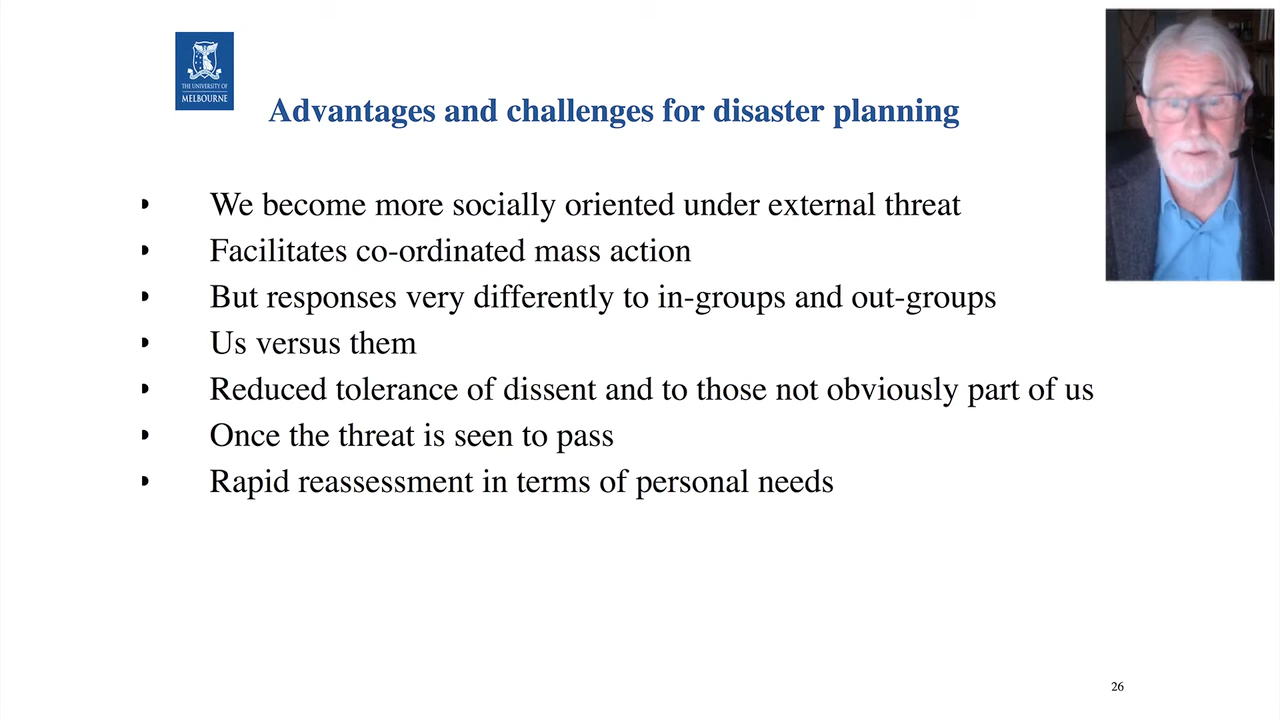 THE UNIVERSITY OF
MELBOURNE
Advantages and challenges for disaster planning
We become more socially oriented under external threat
Facilitates co-ordinated mass action
But responses very differently to in-groups and out-groups
Us versus them
Reduced tolerance of dissent and to those not obviously part of us
Once the threat is seen to pass
Rapid reassessment in terms of personal needs
26